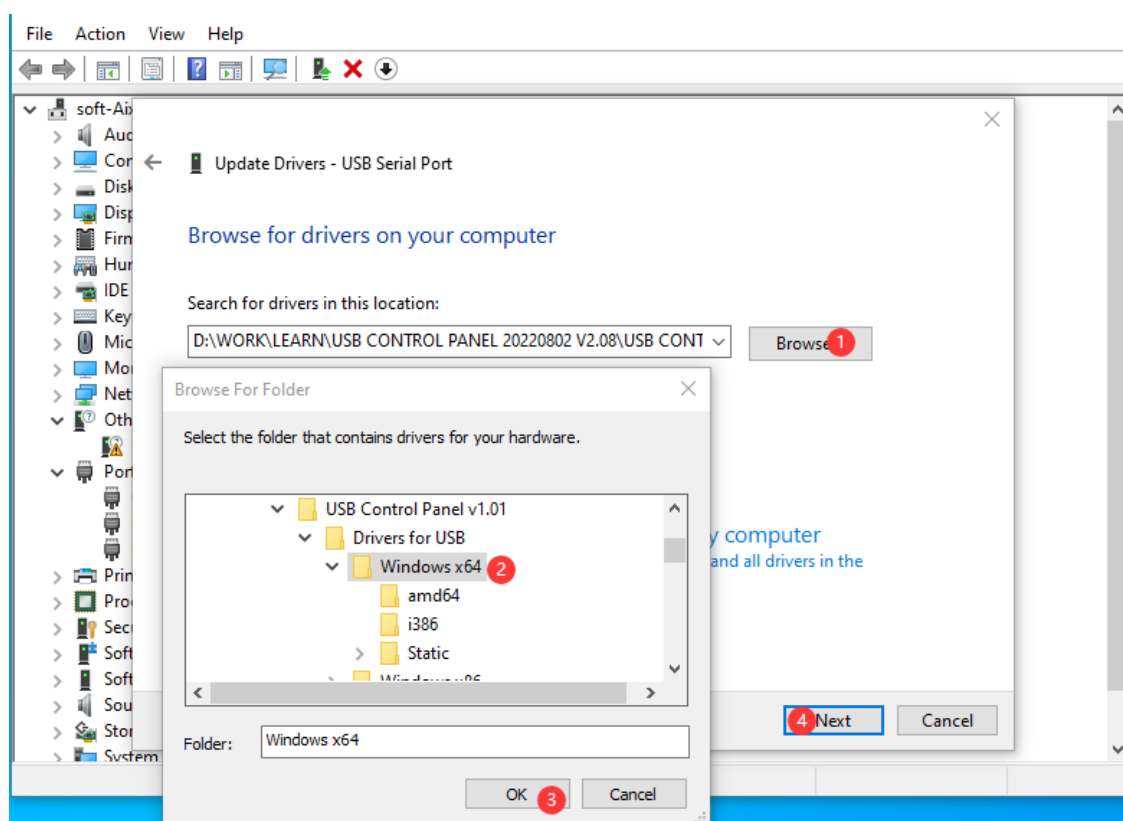 File Action View Help
soft-Aix
Update Drivers - USB Serial Port
Browse for drivers on your computer
Search for drivers in this location:
D:\WORK\LEARN\USB CONTROL PANEL 20220802 V2.08\USB CONT
Browse 1
Browse For Folder
Select the folder that contains drivers for your hardware.
USB Control Panel v1.01
Drivers for USB
Windows x64 2
amd64
i386
Static
y computer
and all drivers in the
Folder: Windows x64
OK 3 Cancel
4 Next Cancel
Aud
Con
Disk
Disp
Firm
Hur
IDE
Key
Mic
Mor
Net
Oth
Port
Prin
Pro
Secu
Soft
Soft
Sou
Stor
System